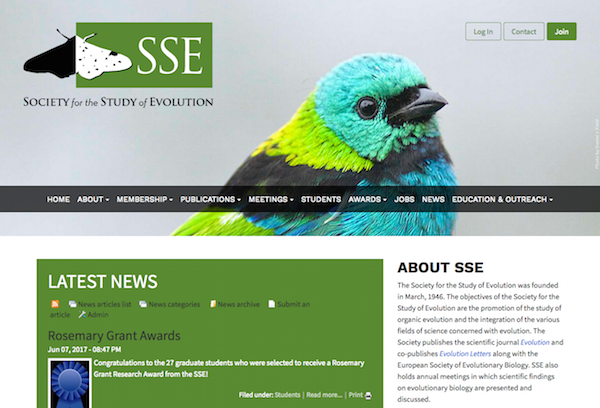 SSE
SOCIETY for the STUDY of EVOLUTION
Log In
Contact
Join
HOME ABOUT MEMBERSHIP PUBLICATIONS MEETINGS STUDENTS AWARDS JOBS NEWS EDUCATION & OUTREACH
LATEST NEWS
News articles list News categories News archive Submit an
article Admin
Rosemary Grant Awards
Jun 07, 2017 - 08:47 PM
Congratulations to the 27 graduate students who were selected to receive a Rosemary
Grant Research Award from the SSE!
Filed under: Students | Read more... | Print
ABOUT SSE
The Society for the Study of Evolution was founded
in March, 1946. The objectives of the Society for the
Study of Evolution are the promotion of the study of
organic evolution and the integration of the various
fields of science concerned with evolution. The
Society publishes the scientific journal Evolution and
co-publishes Evolution Letters along with the
European Society of Evolutionary Biology. SSE also
holds annual meetings in which scientific findings
on evolutionary biology are presented and
discussed.